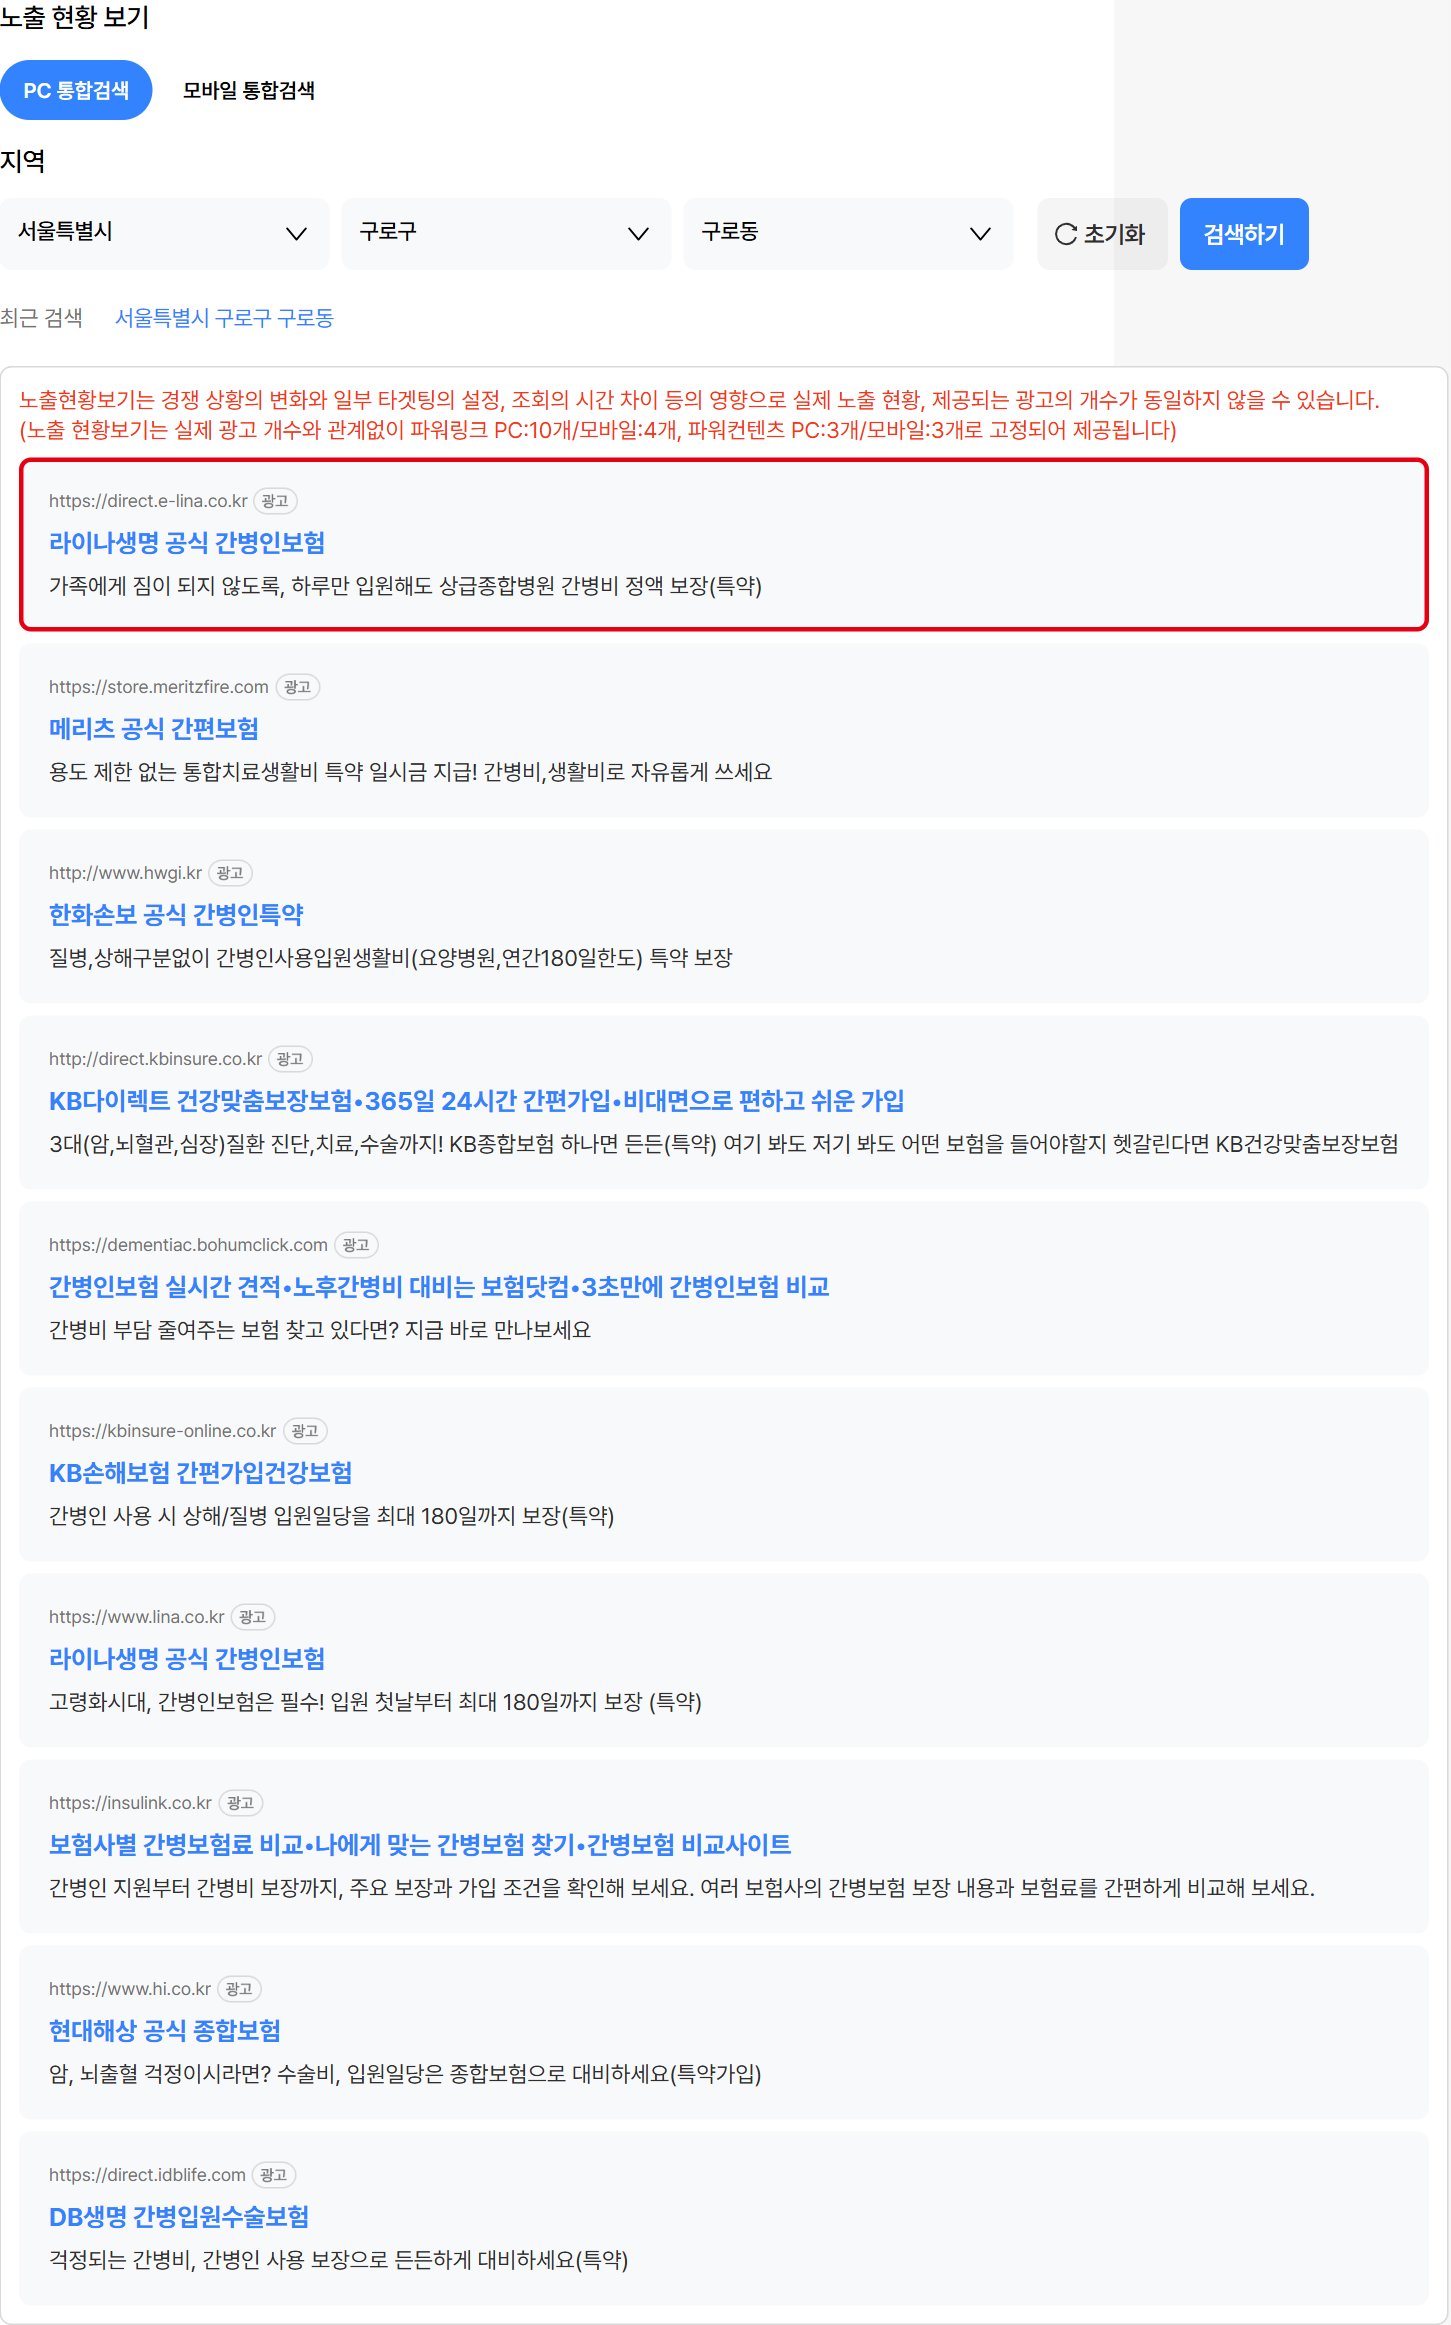 노출 현황 보기
PC 통합검색 모바일 통합검색
지역
서울특별시 구로구 구로동 초기화 검색하기
최근 검색 서울특별시 구로구 구로동
노출현황보기는 경쟁 상황의 변화와 일부 타겟팅의 설정, 조회의 시간 차이 등의 영향으로 실제 노출 현황, 제공되는 광고의 개수가 동일하지 않을 수 있습니다.
(노출 현황보기는 실제 광고 개수와 관계없이 파워링크 PC:10개/모바일:4개, 파워컨텐츠 PC:3개/모바일:3개로 고정되어 제공됩니다)
https://direct.e-lina.co.kr 광고
라이나생명 공식 간병인보험
가족에게 짐이 되지 않도록, 하루만 입원해도 상급종합병원 간병비 정액 보장(특약)
https://store.meritzfire.com 광고
메리츠 공식 간편보험
용도 제한 없는 통합치료생활비 특약 일시금 지급! 간병비,생활비로 자유롭게 쓰세요
http://www.hwgi.kr 광고
한화손보 공식 간병인특약
질병,상해구분없이 간병인사용입원생활비(요양병원,연간180일한도) 특약 보장
http://direct.kbinsure.co.kr 광고
KB다이렉트 건강맞춤보장보험•365일 24시간 간편가입•비대면으로 편하고 쉬운 가입
3대(암,뇌혈관,심장)질환 진단,치료,수술까지! KB종합보험 하나면 든든(특약) 여기 봐도 저기 봐도 어떤 보험을 들어야할지 헷갈린다면 KB건강맞춤보장보험
https://dementiac.bohumclick.com 광고
간병인보험 실시간 견적•노후간병비 대비는 보험닷컴•3초만에 간병인보험 비교
간병비 부담 줄여주는 보험 찾고 있다면? 지금 바로 만나보세요
https://kbinsure-online.co.kr 광고
KB손해보험 간편가입건강보험
간병인 사용 시 상해/질병 입원일당을 최대 180일까지 보장(특약)
https://www.lina.co.kr 광고
라이나생명 공식 간병인보험
고령화시대, 간병인보험은 필수! 입원 첫날부터 최대 180일까지 보장 (특약)
https://insulink.co.kr 광고
보험사별 간병보험료 비교•나에게 맞는 간병보험 찾기•간병보험 비교사이트
간병인 지원부터 간병비 보장까지, 주요 보장과 가입 조건을 확인해 보세요. 여러 보험사의 간병보험 보장 내용과 보험료를 간편하게 비교해 보세요.
https://www.hi.co.kr 광고
현대해상 공식 종합보험
암, 뇌출혈 걱정이시라면? 수술비, 입원일당은 종합보험으로 대비하세요(특약가입)
https://direct.idblife.com 광고
DB생명 간병입원수술보험
걱정되는 간병비, 간병인 사용 보장으로 든든하게 대비하세요(특약)